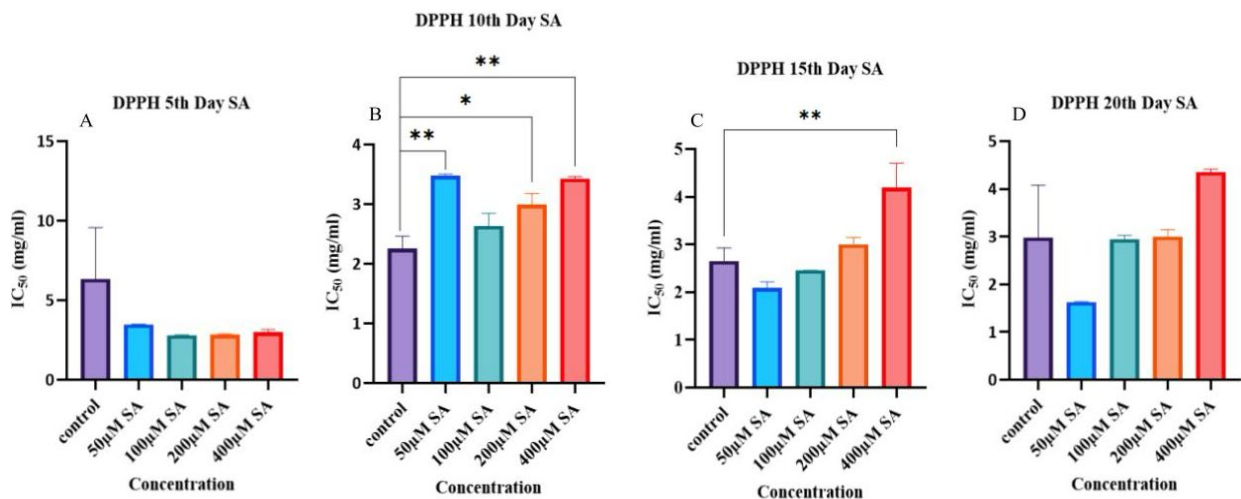 DPPH 5th Day SA
A
IC₅₀ (mg/ml)
15
10
5
0
control
50µM SA
100µM SA
200µM SA
400µM SA
Concentration
DPPH 10th Day SA
B
**
*
**
IC₅₀ (mg/ml)
4
3
2
1
0
control
50µM SA
100µM SA
200µM SA
400µM SA
Concentration
DPPH 15th Day SA
C
**
IC₅₀ (mg/ml)
5
4
3
2
1
0
control
50µM SA
100µM SA
200µM SA
400µM SA
Concentration
DPPH 20th Day SA
D
IC₅₀ (mg/ml)
5
4
3
2
1
0
control
50µM SA
100µM SA
200µM SA
400µM SA
Concentration